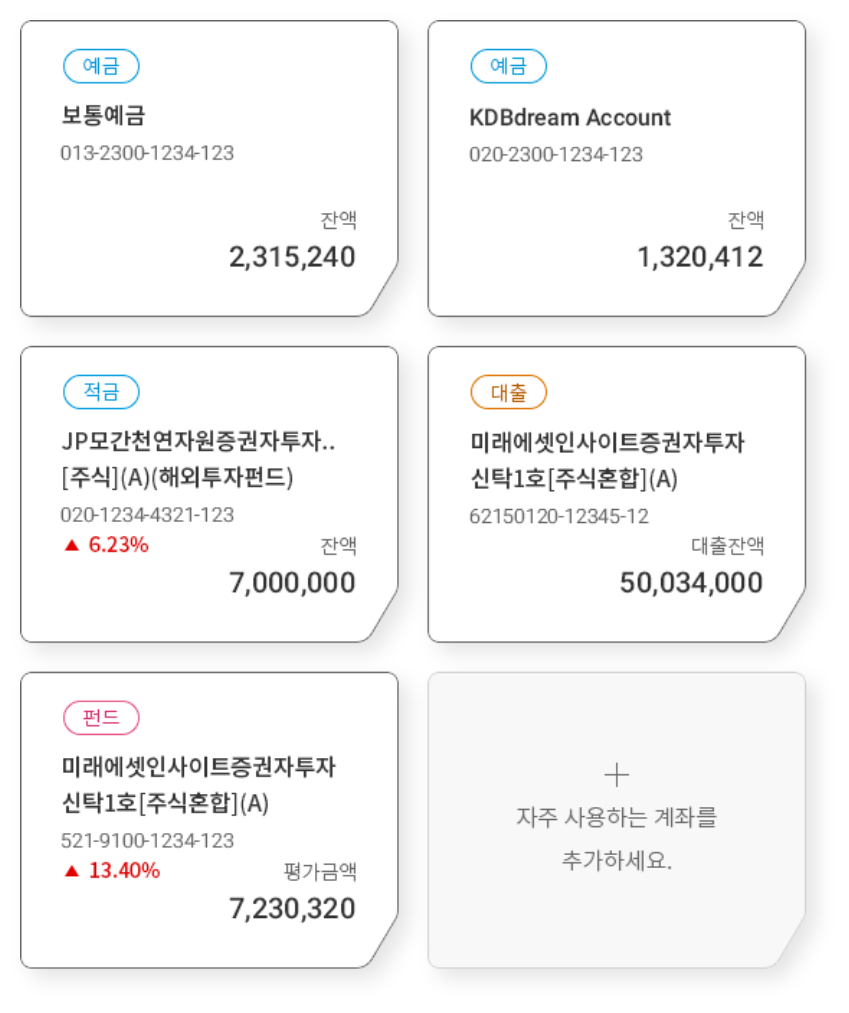 예금
보통예금
013-2300-1234-123
잔액
2,315,240
예금
KDBdream Account
020-2300-1234-123
잔액
1,320,412
적금
JP모간천연자원증권자투자..
[주식](A)(해외투자펀드)
020-1234-4321-123
▲ 6.23% 잔액
7,000,000
대출
미래에셋인사이트증권자투자
신탁1호[주식혼합](A)
62150120-12345-12
대출잔액
50,034,000
펀드
미래에셋인사이트증권자투자
신탁1호[주식혼합](A)
521-9100-1234-123
▲ 13.40% 평가금액
7,230,320
자주 사용하는 계좌를
추가하세요.